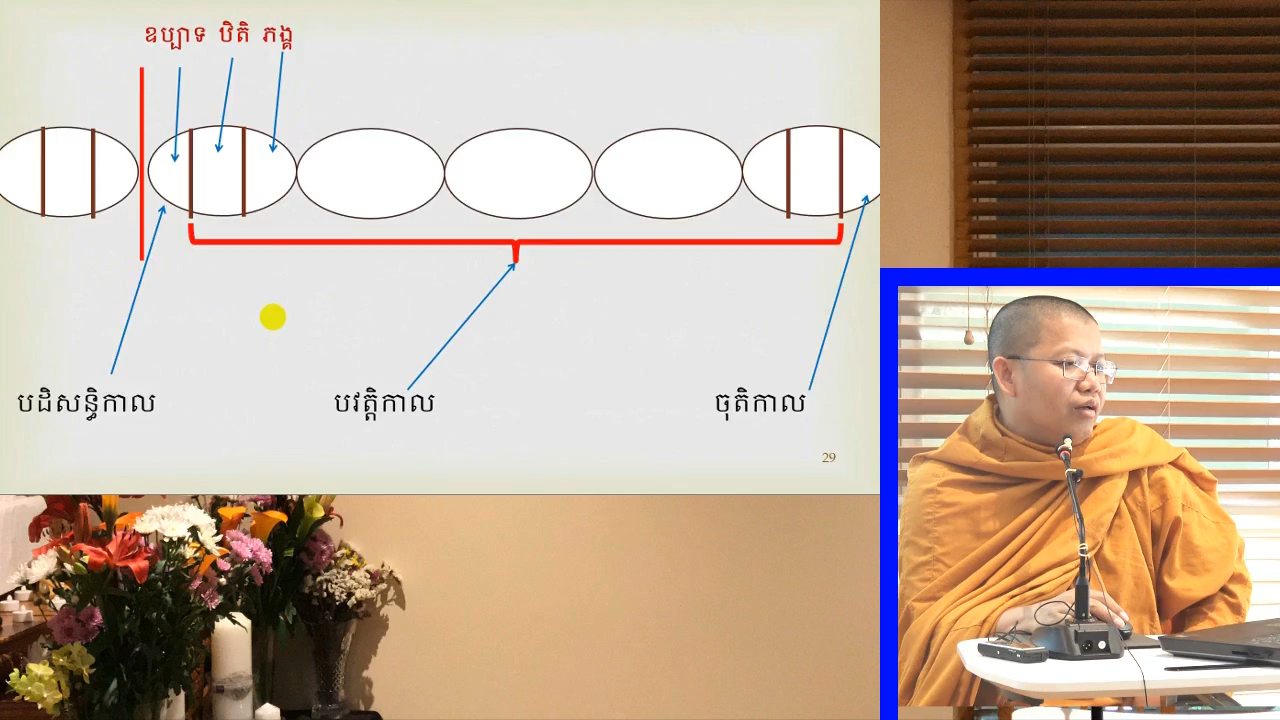 ឧប្បាទ ឋិតិ ភង្គ
បដិសន្ធិកាល
បវត្តិកាល
ចុតិកាល
29